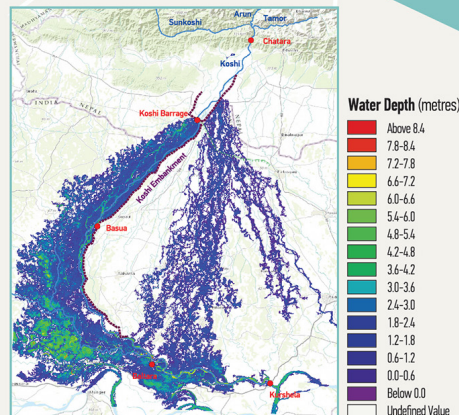 Sunkoshi
Arun
Tamor
Chatara
Koshi
INDIA
NEPAL
Koshi Barrage
Koshi Embankment
Basua
Kurshela
Water Depth (metres)
Above 8.4
7.8-8.4
7.2-7.8
6.6-7.2
6.0-6.6
5.4-6.0
4.8-5.4
4.2-4.8
3.6-4.2
3.0-3.6
2.4-3.0
1.8-2.4
1.2-1.8
0.6-1.2
0.0-0.6
Below 0.0
Undefined Value